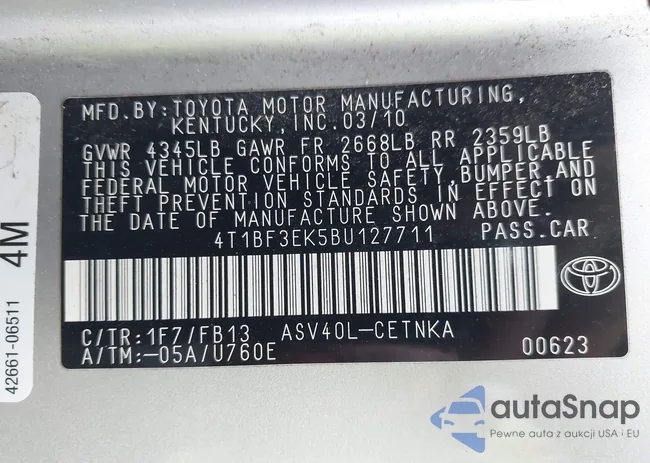 MFD.BY:TOYOTA MOTOR MANUFACTURING,
KENTUCKY,INC.03/10
GVWR 4345LB GAWR FR 2668LB RR 2359LB
THIS VEHICLE CONFORMS TO ALL APPLICABLE
FEDERAL MOTOR VEHICLE SAFETY,BUMPER,AND
THEFT PREVENTION STANDARDS IN EFFECT ON
THE DATE OF MANUFACTURE SHOWN ABOVE.
4T1BF3EK5BU127711 PASS.CAR
C/TR:1F7/FB13 ASV40L-CETNKA
A/TM:-05A/U760E 00623
42661-06511 4M
autaSnap
Pewne auta z aukcji USA i EU